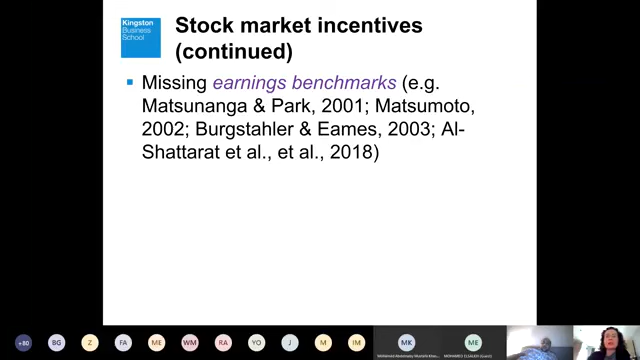 Kingston
Business
School
Stock market incentives
(continued)
Missing earnings benchmarks (e.g.
Matsunanga & Park, 2001; Matsumoto,
2002; Burgstahler & Eames, 2003; Al-
Shattarat et al., et al., 2018)
+80
BG
Z
FA
ME
WM
RA
YO
J
M
IM
MK
ME